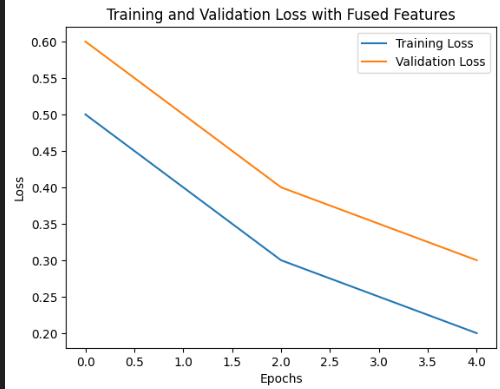 Training and Validation Loss with Fused Features
Training Loss
Validation Loss
Loss
0.60
0.55
0.50
0.45
0.40
0.35
0.30
0.25
0.20
0.0 0.5 1.0 1.5 2.0 2.5 3.0 3.5 4.0
Epochs